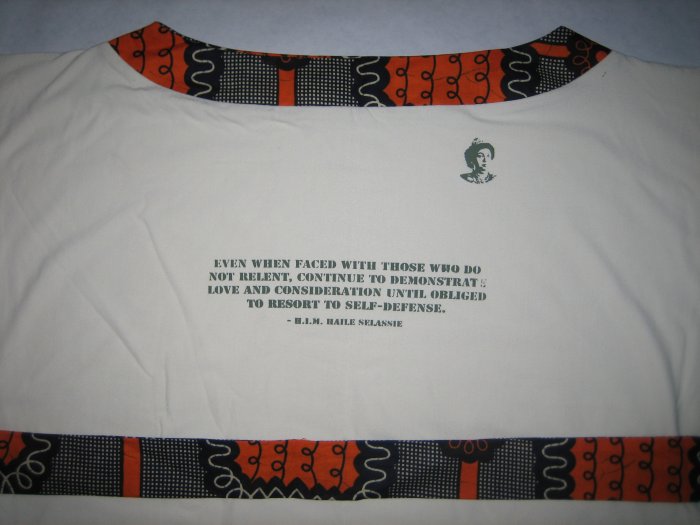 EVEN WHEN FACED WITH THOSE WHO DO
NOT RELENT, CONTINUE TO DEMONSTRATE
LOVE AND CONSIDERATION UNTIL OBLIGED
TO RESORT TO SELF-DEFENSE.
- H.I.M. HAILE SELASSIE